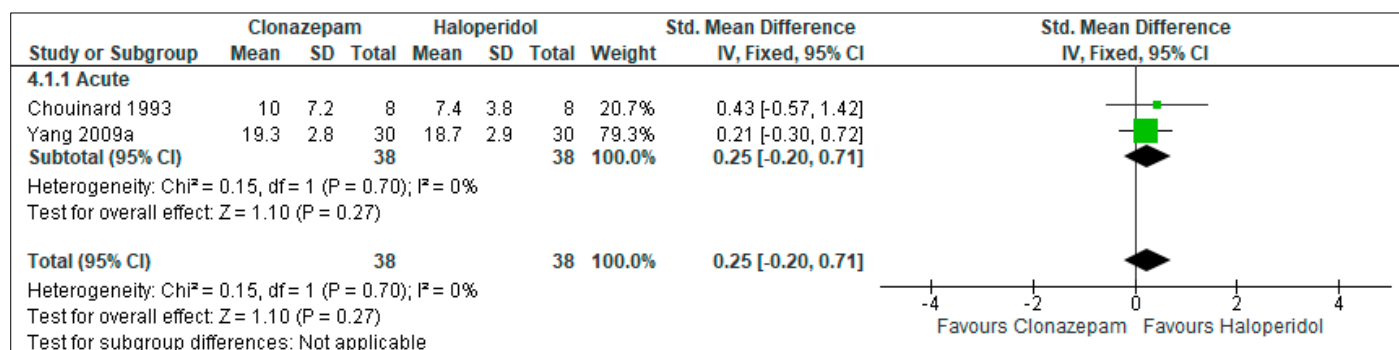 Clonazepam Haloperidol Std. Mean Difference Std. Mean Difference
Study or Subgroup Mean SD Total Mean SD Total Weight IV, Fixed, 95% CI IV, Fixed, 95% CI
4.1.1 Acute
Chouinard 1993 10 7.2 8 7.4 3.8 8 20.7% 0.43 [-0.57, 1.42]
Yang 2009a 19.3 2.8 30 18.7 2.9 30 79.3% 0.21 [-0.30, 0.72]
Subtotal (95% CI) 38 38 100.0% 0.25 [-0.20, 0.71]
Heterogeneity: Chi² = 0.15, df = 1 (P = 0.70); I² = 0%
Test for overall effect: Z = 1.10 (P = 0.27)
Total (95% CI) 38 38 100.0% 0.25 [-0.20, 0.71]
Heterogeneity: Chi² = 0.15, df = 1 (P = 0.70); I² = 0%
Test for overall effect: Z = 1.10 (P = 0.27)
Test for subgroup differences: Not applicable
-4 -2 0 2 4
Favours Clonazepam Favours Haloperidol